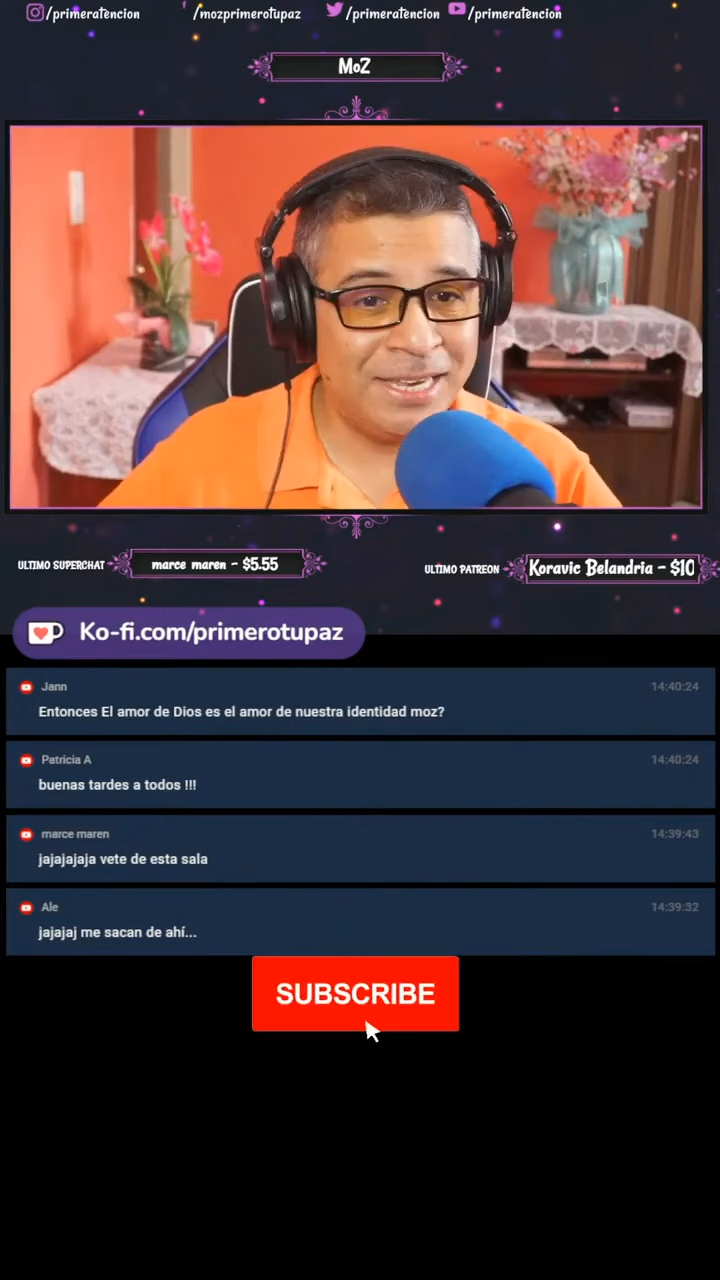 /primeratencion
/mozprimerotupaz
/primeratencion
/primeratencion
MoZ
ULTIMO SUPERCHAT
marce maren - $5.55
ULTIMO PATREON
Koravic Belandria - $10
Ko-fi.com/primerotupaz
Jann
14:40:24
Entonces El amor de Dios es el amor de nuestra identidad moz?
Patricia A
14:40:24
buenas tardes a todos !!!
marce maren
14:39:43
jajajajaja vete de esta sala
Ale
14:39:32
jajajaj me sacan de ahí...
SUBSCRIBE